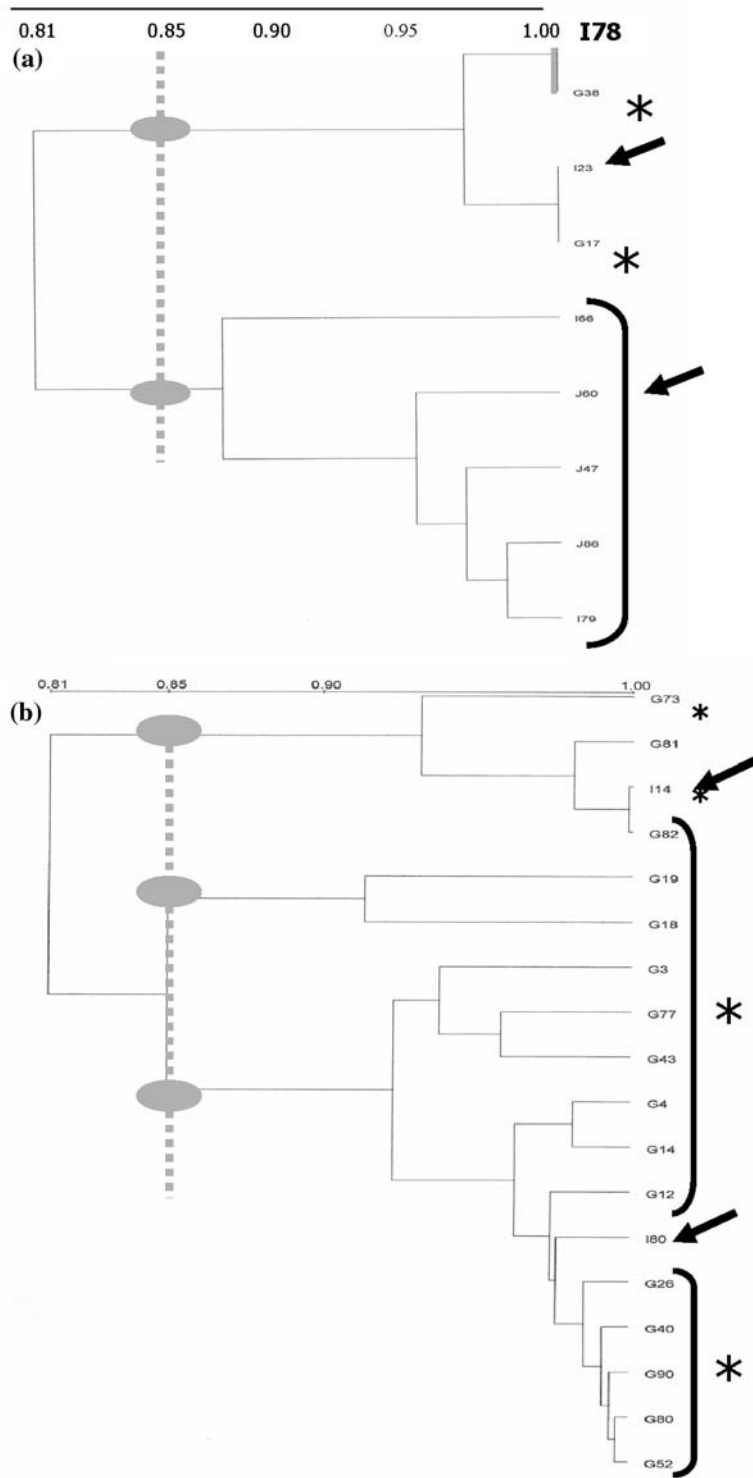 0.81 0.85 0.90 0.95 1.00 I78
(a)
G38
*
I23
G17
*
I66
J60
J47
J86
I79
0.81 0.85 0.90 1.00
(b)
G73
*
G81
I14
*
G82
G19
G18
G3
G77
*
G43
G4
G14
G12
I80
G26
G40
G90
*
G80
G52